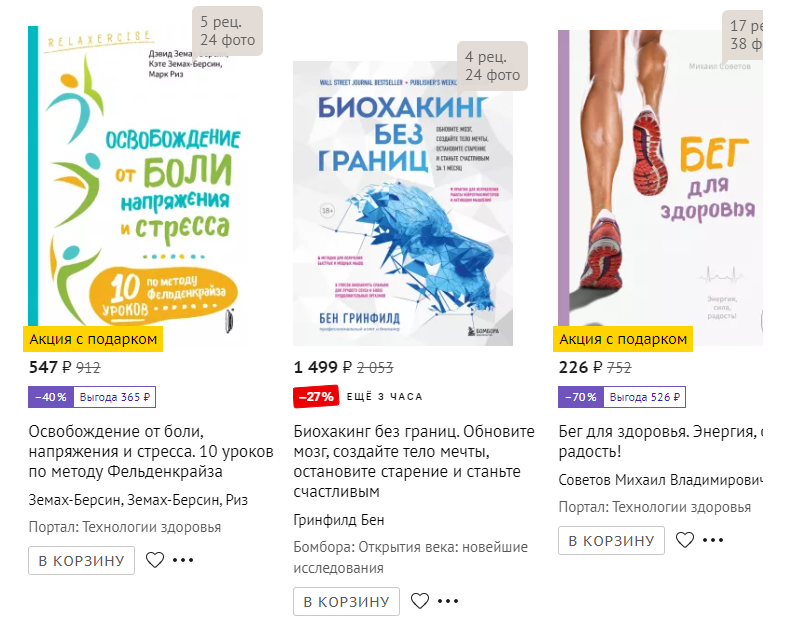 5 рец.
24 фото
RELAXERCISE
Дэвид Зема
Кэте Земах-Берсин,
Марк Риз
ОСВОБОЖДЕНИЕ
от БОЛИ
напряжения
и стресса
10
УРОКОВ
по методу
Фельденкрайза
Акция с подарком
547 ₽ 912
–40% Выгода 365 ₽
Освобождение от боли,
напряжения и стресса. 10 уроков
по методу Фельденкрайза
Земах-Берсин, Земах-Берсин, Риз
Портал: Технологии здоровья
В КОРЗИНУ
4 рец.
24 фото
WALL STREET JOURNAL BESTSELLER • PUBLISHER'S WEEKL
БИОХАКИНГ
БЕЗ
ГРАНИЦ
ОБНОВИТЕ МОЗГ,
СОЗДАЙТЕ ТЕЛО МЕЧТЫ,
ОСТАНОВИТЕ СТАРЕНИЕ
И СТАНЬТЕ СЧАСТЛИВЫМ
ЗА 1 МЕСЯЦ
18+
БЕН ГРИНФИЛД
БОМБОРА
1 499 ₽ 2 053
–27% ЕЩЁ 3 ЧАСА
Биохакинг без границ. Обновите
мозг, создайте тело мечты,
остановите старение и станьте
счастливым
Гринфилд Бен
Бомбора: Открытия века: новейшие
исследования
В КОРЗИНУ
17 ре
38 ф
Михаил Советов
БЕГ
для
здоровья
Энергия,
сила,
радость!
Акция с подарком
226 ₽ 752
–70% Выгода 526 ₽
Бег для здоровья. Энергия, с
радость!
Советов Михаил Владимирович
Портал: Технологии здоровья
В КОРЗИНУ